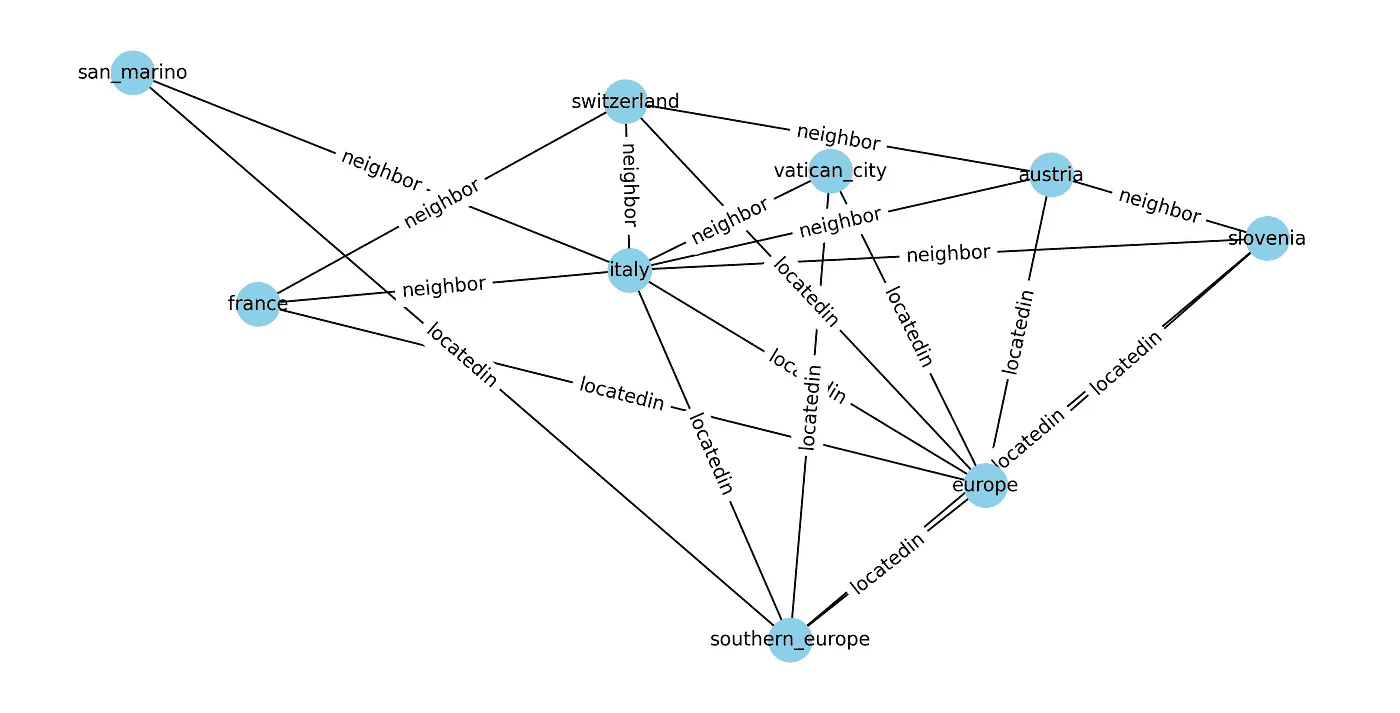 san_marino
switzerland
neighbor
neighbor
vatican_city
austria
neighbor
neighbor
neighbor
neighbor
neighbor
slovenia
neighbor
italy
neighbor
france
locatedin
locatedin
locatedin
locatedin
locatedin
locatedin
locatedin
locatedin
locatedin
locatedin
europe
locatedin
southern_europe